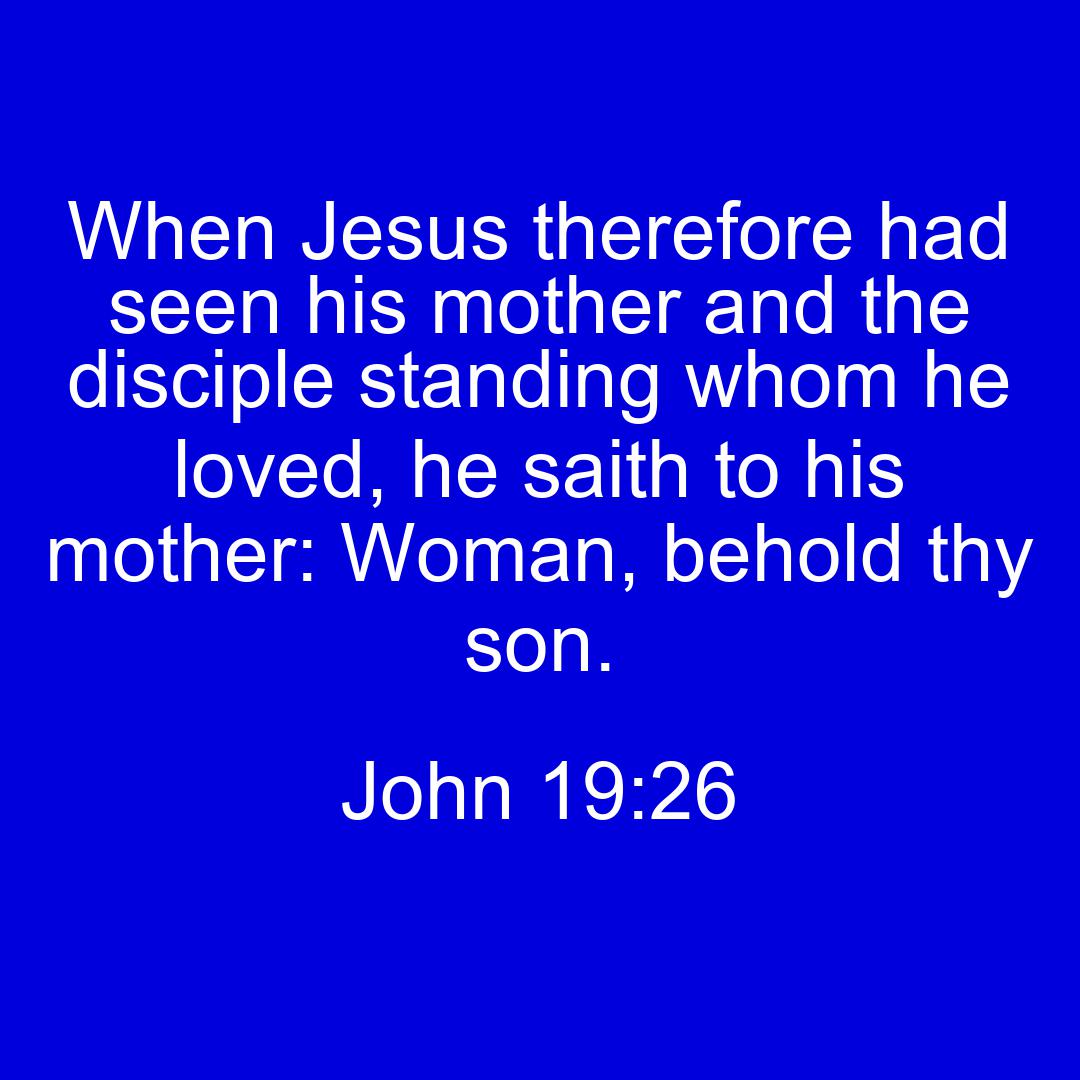 When Jesus therefore had
seen his mother and the
disciple standing whom he
loved, he saith to his
mother: Woman, behold thy
son.
John 19:26